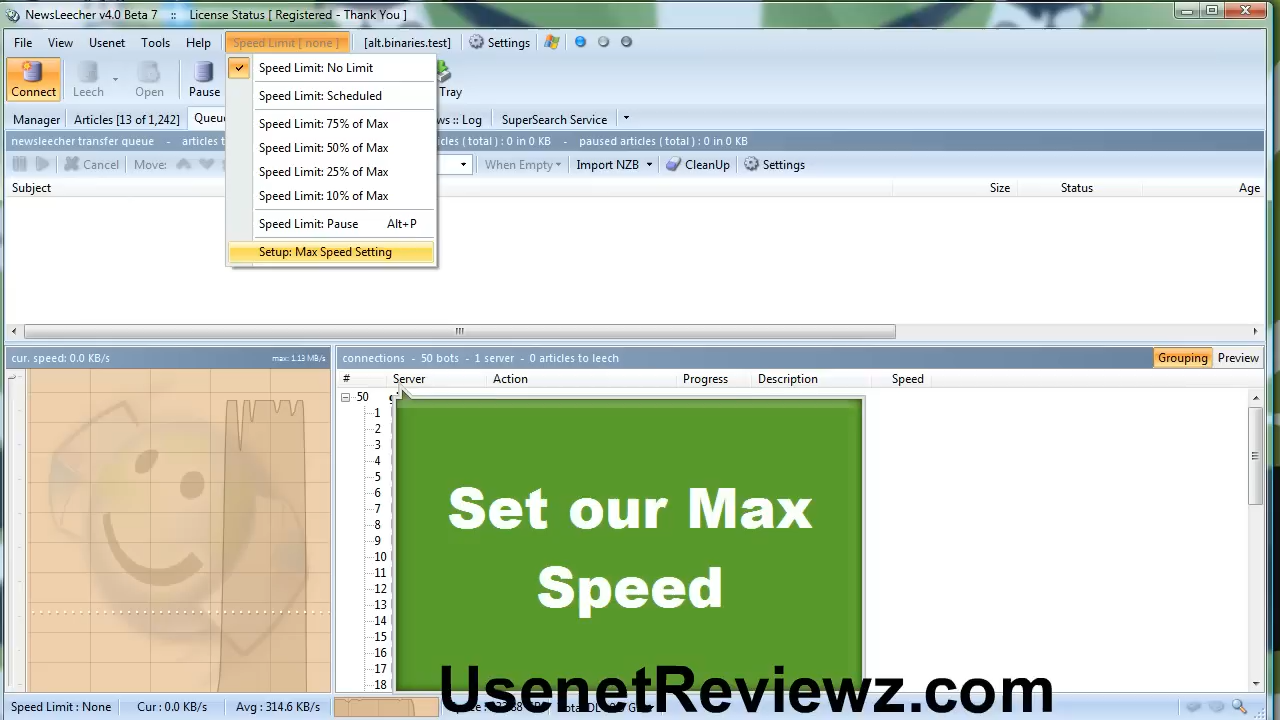 NewsLeecher v4.0 Beta 7 :: License Status [ Registered - Thank You ]
File View Usenet Tools Help Speed Limit [ none ] [alt.binaries.test] Settings
Connect Leech Open Pause Tray
Speed Limit: No Limit
Speed Limit: Scheduled
Speed Limit: 75% of Max
Speed Limit: 50% of Max
Speed Limit: 25% of Max
Speed Limit: 10% of Max
Speed Limit: Pause Alt+P
Setup: Max Speed Setting
Manager Articles [13 of 1,242] Queu ws :: Log SuperSearch Service
newsleecher transfer queue - articles t cles ( total ) : 0 in 0 KB - paused articles ( total ) : 0 in 0 KB
Cancel Move: When Empty Import NZB CleanUp Settings
Subject Size Status Age
cur. speed: 0.0 KB/s max: 1.13 MB/s
connections - 50 bots - 1 server - 0 articles to leech Grouping Preview
# Server Action Progress Description Speed
50
1
2
3
4
5
6
7
8
9
10
11
12
13
14
15
16
17
18
Set our Max
Speed
UsenetReviewz.com
Speed Limit : None Cur : 0.0 KB/s Avg : 314.6 KB/s